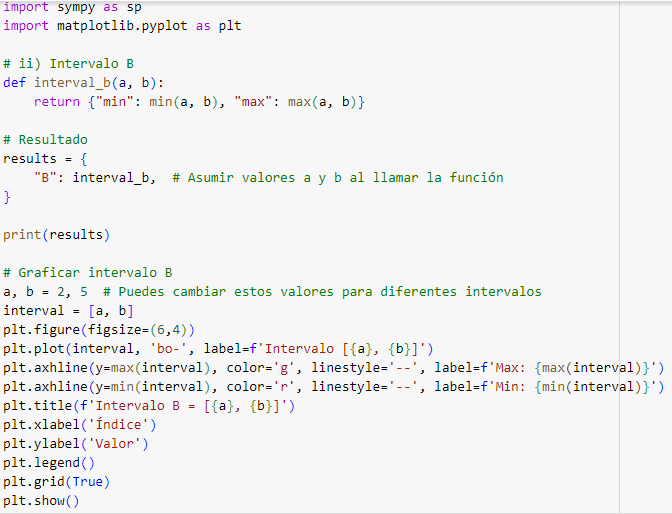 import sympy as sp
import matplotlib.pyplot as plt
# ii) Intervalo B
def interval_b(a, b):
    return {"min": min(a, b), "max": max(a, b)}
# Resultado
results = {
    "B": interval_b,  # Asumir valores a y b al llamar la función
}
print(results)
# Graficar intervalo B
a, b = 2, 5  # Puedes cambiar estos valores para diferentes intervalos
interval = [a, b]
plt.figure(figsize=(6,4))
plt.plot(interval, 'bo-', label=f'Intervalo [{a}, {b}]')
plt.axhline(y=max(interval), color='g', linestyle='--', label=f'Max: {max(interval)}')
plt.axhline(y=min(interval), color='r', linestyle='--', label=f'Min: {min(interval)}')
plt.title(f'Intervalo B = [{a}, {b}]')
plt.xlabel('Índice')
plt.ylabel('Valor')
plt.legend()
plt.grid(True)
plt.show()